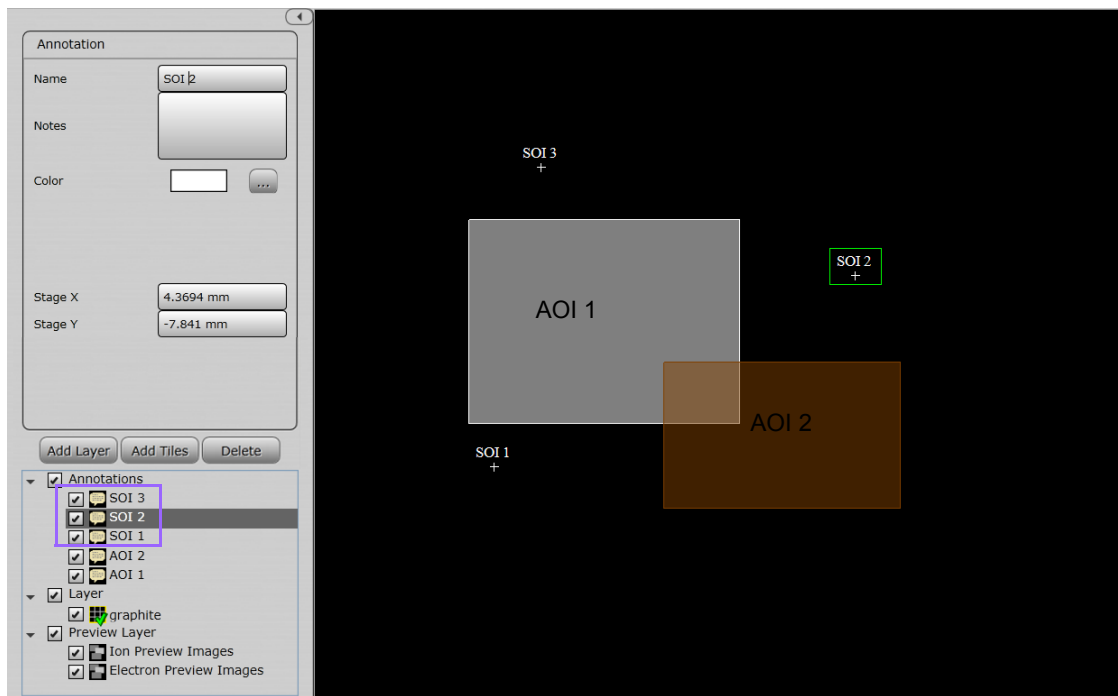 Annotation
Name
SOI 2
Notes
Color
...
Stage X
4.3694 mm
Stage Y
-7.841 mm
Add Layer
Add Tiles
Delete
Annotations
SOI 3
SOI 2
SOI 1
AOI 2
AOI 1
Layer
graphite
Preview Layer
Ion Preview Images
Electron Preview Images
SOI 3
SOI 2
AOI 1
AOI 2
SOI 1